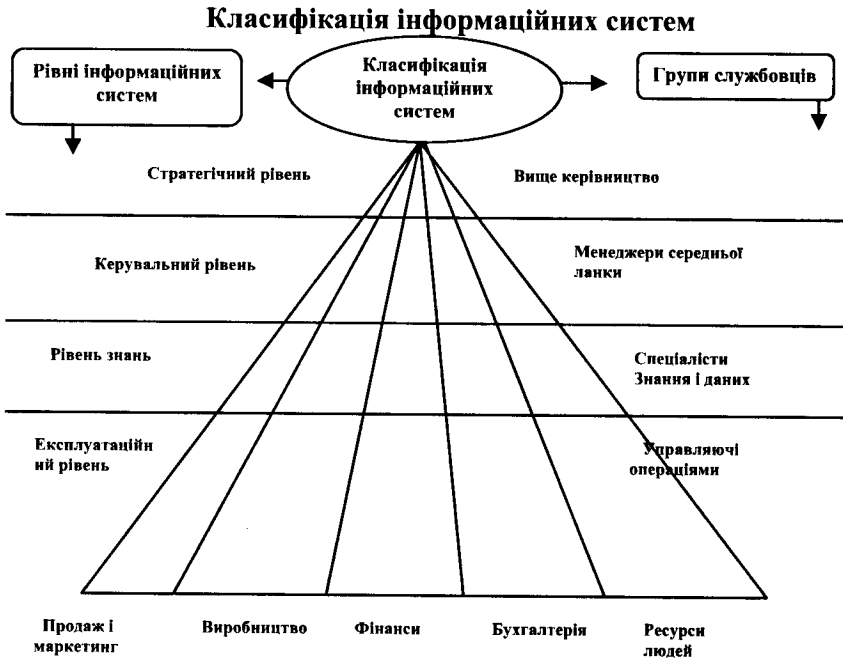 Класифікація інформаційних систем
Рівні інформаційних
систем
Класифікація
інформаційних
систем
Групи службовців
Стратегічний рівень
Вище керівництво
Керувальний рівень
Менеджери середньої
ланки
Рівень знань
Спеціалісти
Знання і даних
Експлуатаційн
ий рівень
Управляючі
операціями
Продаж і
маркетинг
Виробництво
Фінанси
Бухгалтерія
Ресурси
людей